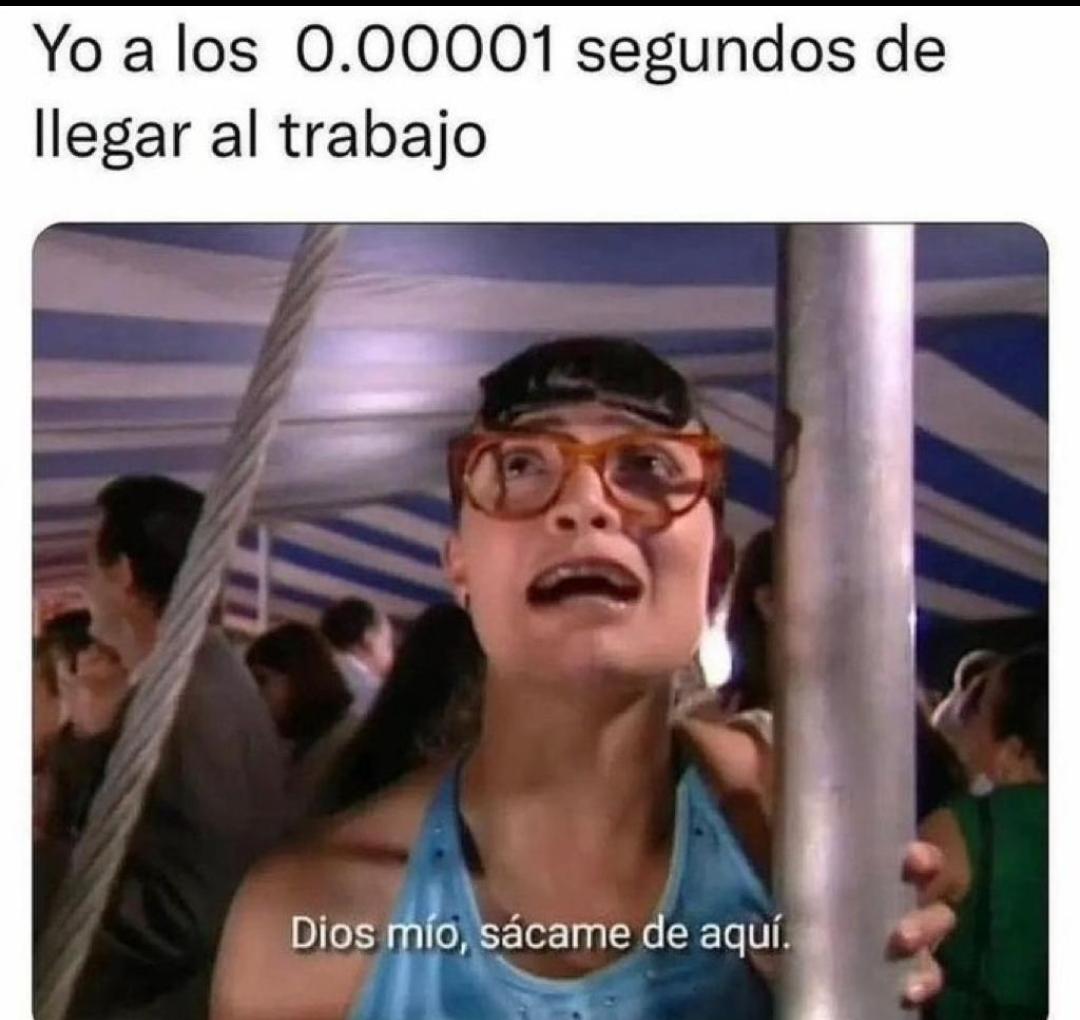 Yo a los 0.00001 segundos de
llegar al trabajo
Dios mío, sácame de aquí.